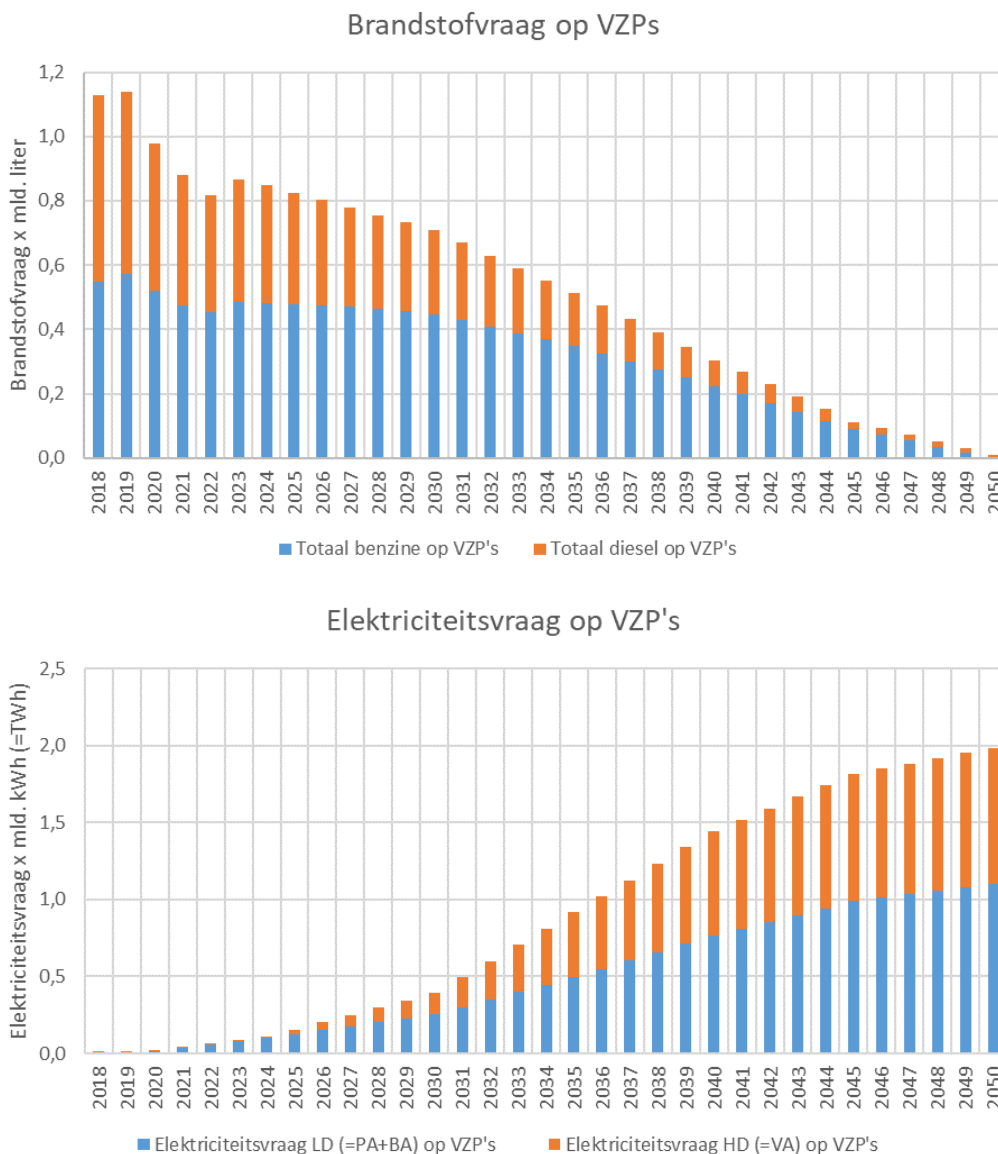 Brandstofvraag op VZPs
Brandstofvraag x mld. liter
1,2
1,0
0,8
0,6
0,4
0,2
0,0
2018 2019 2020 2021 2022 2023 2024 2025 2026 2027 2028 2029 2030 2031 2032 2033 2034 2035 2036 2037 2038 2039 2040 2041 2042 2043 2044 2045 2046 2047 2048 2049 2050
Totaal benzine op VZP's Totaal diesel op VZP's
Elektriciteitsvraag op VZP's
Elektriciteitsvraag x mld. kWh (=TWh)
2,5
2,0
1,5
1,0
0,5
0,0
2018 2019 2020 2021 2022 2023 2024 2025 2026 2027 2028 2029 2030 2031 2032 2033 2034 2035 2036 2037 2038 2039 2040 2041 2042 2043 2044 2045 2046 2047 2048 2049 2050
Elektriciteitsvraag LD (=PA+BA) op VZP's Elektriciteitsvraag HD (=VA) op VZP's